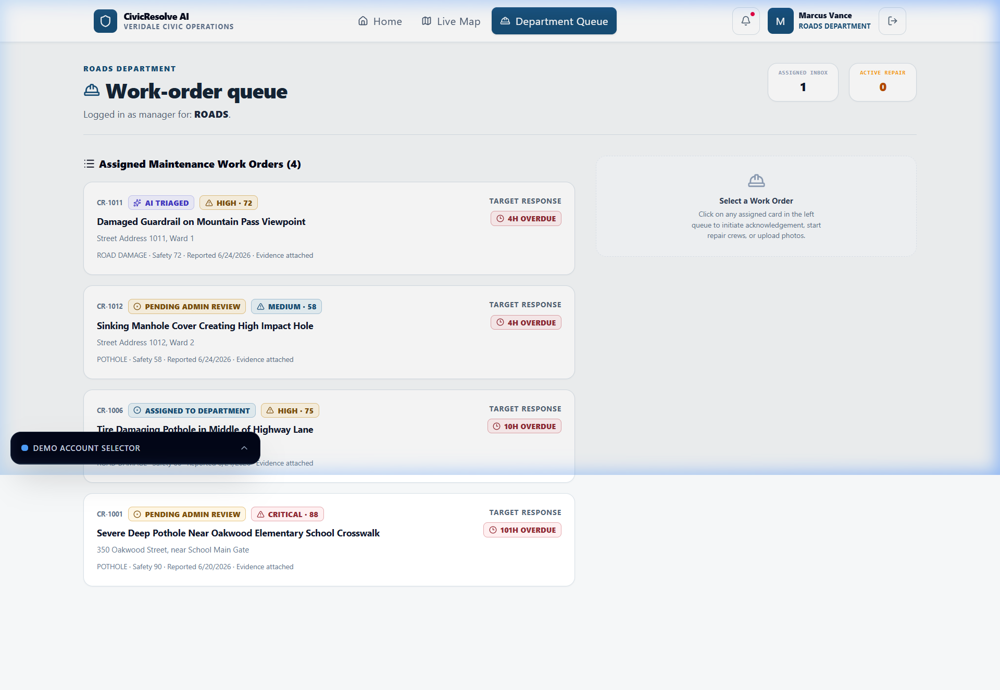 CivicResolve AI
VERIDALE CIVIC OPERATIONS
Home
Live Map
Department Queue
M
Marcus Vance
ROADS DEPARTMENT
ROADS DEPARTMENT
Work-order queue
Logged in as manager for: ROADS.
ASSIGNED INBOX
1
ACTIVE REPAIR
0
Assigned Maintenance Work Orders (4)
CR-1011 AI TRIAGED HIGH · 72
TARGET RESPONSE
4H OVERDUE
Damaged Guardrail on Mountain Pass Viewpoint
Street Address 1011, Ward 1
ROAD DAMAGE · Safety 72 · Reported 6/24/2026 · Evidence attached
CR-1012 PENDING ADMIN REVIEW MEDIUM · 58
TARGET RESPONSE
4H OVERDUE
Sinking Manhole Cover Creating High Impact Hole
Street Address 1012, Ward 2
POTHOLE · Safety 58 · Reported 6/24/2026 · Evidence attached
CR-1006 ASSIGNED TO DEPARTMENT HIGH · 75
TARGET RESPONSE
10H OVERDUE
Tire Damaging Pothole in Middle of Highway Lane
Evidence attached
DEMO ACCOUNT SELECTOR
CR-1001 PENDING ADMIN REVIEW CRITICAL · 88
TARGET RESPONSE
101H OVERDUE
Severe Deep Pothole Near Oakwood Elementary School Crosswalk
350 Oakwood Street, near School Main Gate
POTHOLE · Safety 90 · Reported 6/20/2026 · Evidence attached
Select a Work Order
Click on any assigned card in the left
queue to initiate acknowledgement, start
repair crews, or upload photos.